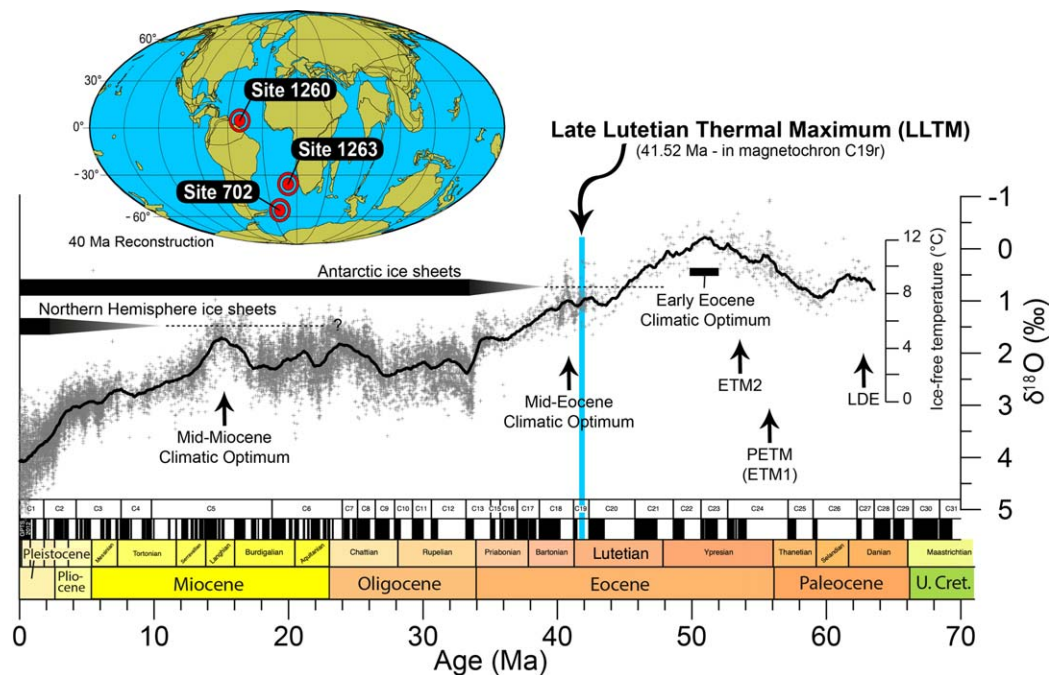 60°
30°
0°
-30°
-60°
Site 1260
Site 1263
Site 702
40 Ma Reconstruction
Late Lutetian Thermal Maximum (LLTM)
(41.52 Ma - in magnetochron C19r)
Antarctic ice sheets
Northern Hemisphere ice sheets
?
Mid-Miocene
Climatic Optimum
Mid-Eocene
Climatic Optimum
Early Eocene
Climatic Optimum
ETM2
PETM
(ETM1)
LDE
12
8
4
0
Ice-free temperature (°C)
-1
0
1
2
3
4
5
δ18O (‰)
C1 C2 C3 C4 C5 C6 C7 C8 C9 C10 C11 C12 C13 C15 C16 C17 C18 C19 C20 C21 C22 C23 C24 C25 C26 C27 C28 C29 C30 C31
Pleistocene Messinian Tortonian Serravallian Langhian Burdigalian Aquitanian Chattian Rupelian Priabonian Bartonian Lutetian Ypresian Thanetian Selandian Danian Maastrichtian
Plio-
cene Miocene Oligocene Eocene Paleocene U. Cret.
0 10 20 30 40 50 60 70
Age (Ma)